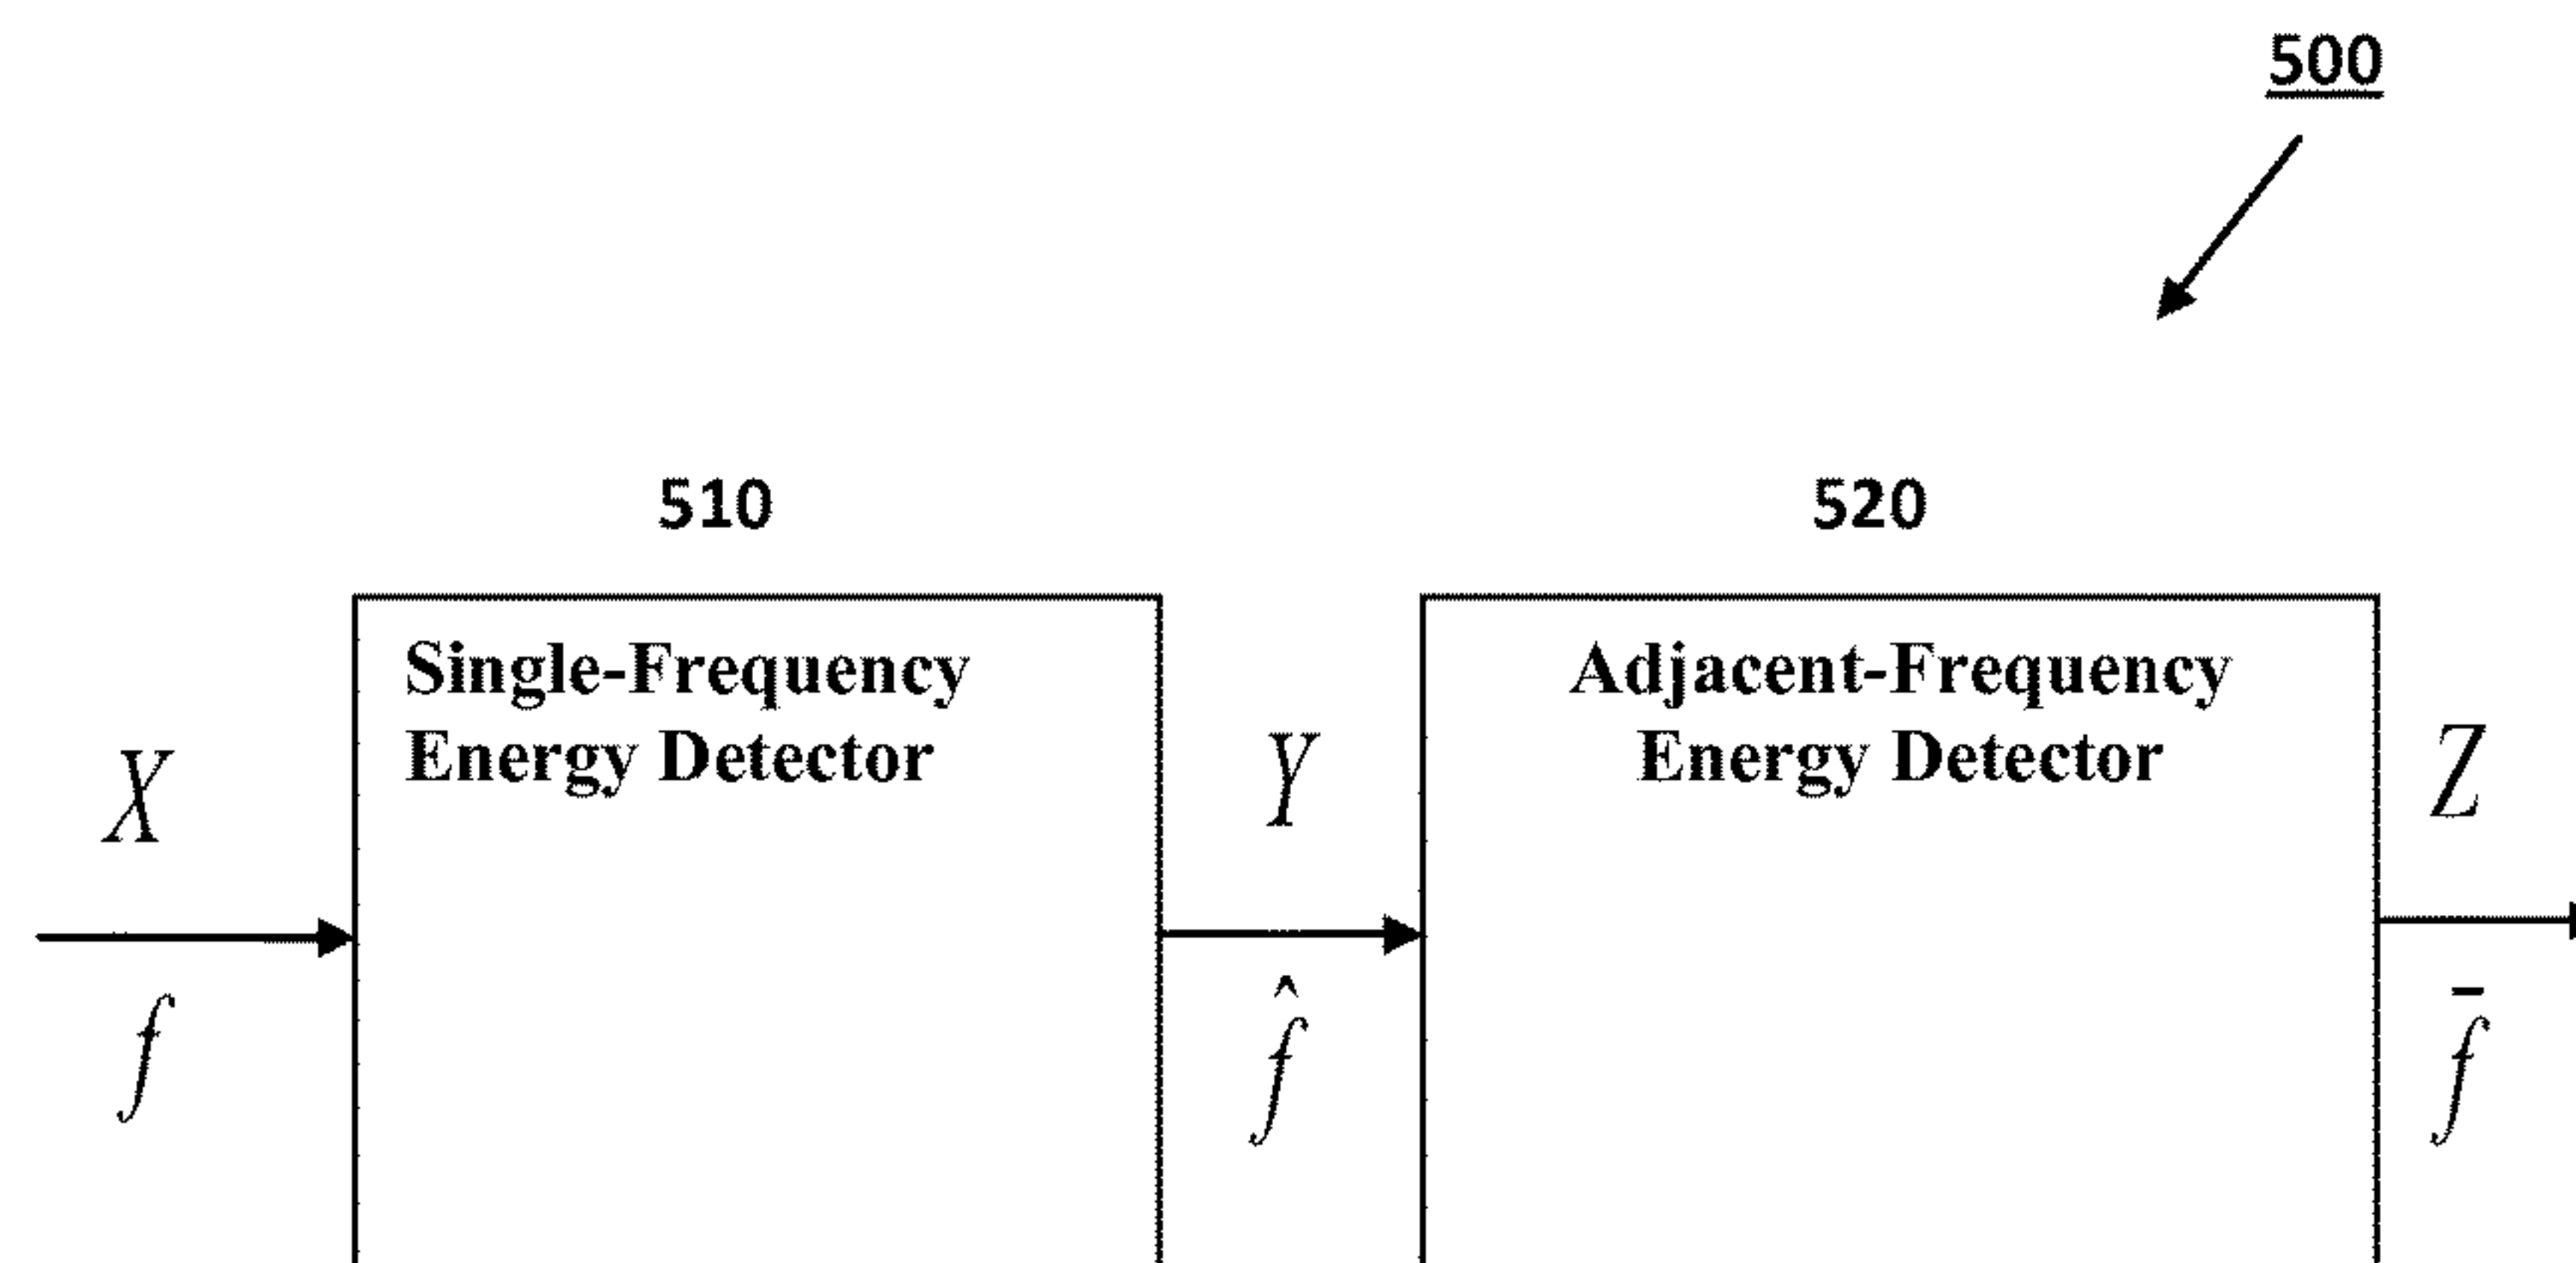 500
510
520
Single-Frequency
Energy Detector
Adjacent-Frequency
Energy Detector
X
Y
Z
f
f̂
f̄